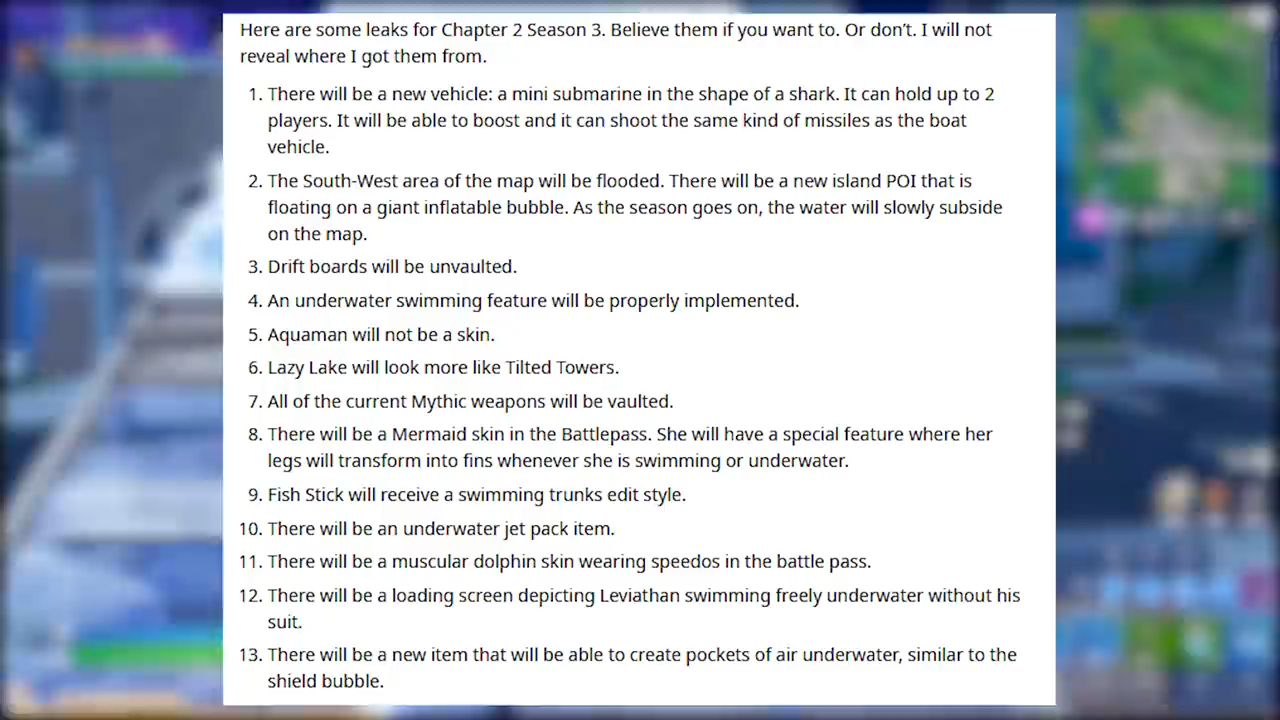 Here are some leaks for Chapter 2 Season 3. Believe them if you want to. Or don't. I will not
reveal where I got them from.
1. There will be a new vehicle: a mini submarine in the shape of a shark. It can hold up to 2
players. It will be able to boost and it can shoot the same kind of missiles as the boat
vehicle.
2. The South-West area of the map will be flooded. There will be a new island POI that is
floating on a giant inflatable bubble. As the season goes on, the water will slowly subside
on the map.
3. Drift boards will be unvaulted.
4. An underwater swimming feature will be properly implemented.
5. Aquaman will not be a skin.
6. Lazy Lake will look more like Tilted Towers.
7. All of the current Mythic weapons will be vaulted.
8. There will be a Mermaid skin in the Battlepass. She will have a special feature where her
legs will transform into fins whenever she is swimming or underwater.
9. Fish Stick will receive a swimming trunks edit style.
10. There will be an underwater jet pack item.
11. There will be a muscular dolphin skin wearing speedos in the battle pass.
12. There will be a loading screen depicting Leviathan swimming freely underwater without his
suit.
13. There will be a new item that will be able to create pockets of air underwater, similar to the
shield bubble.